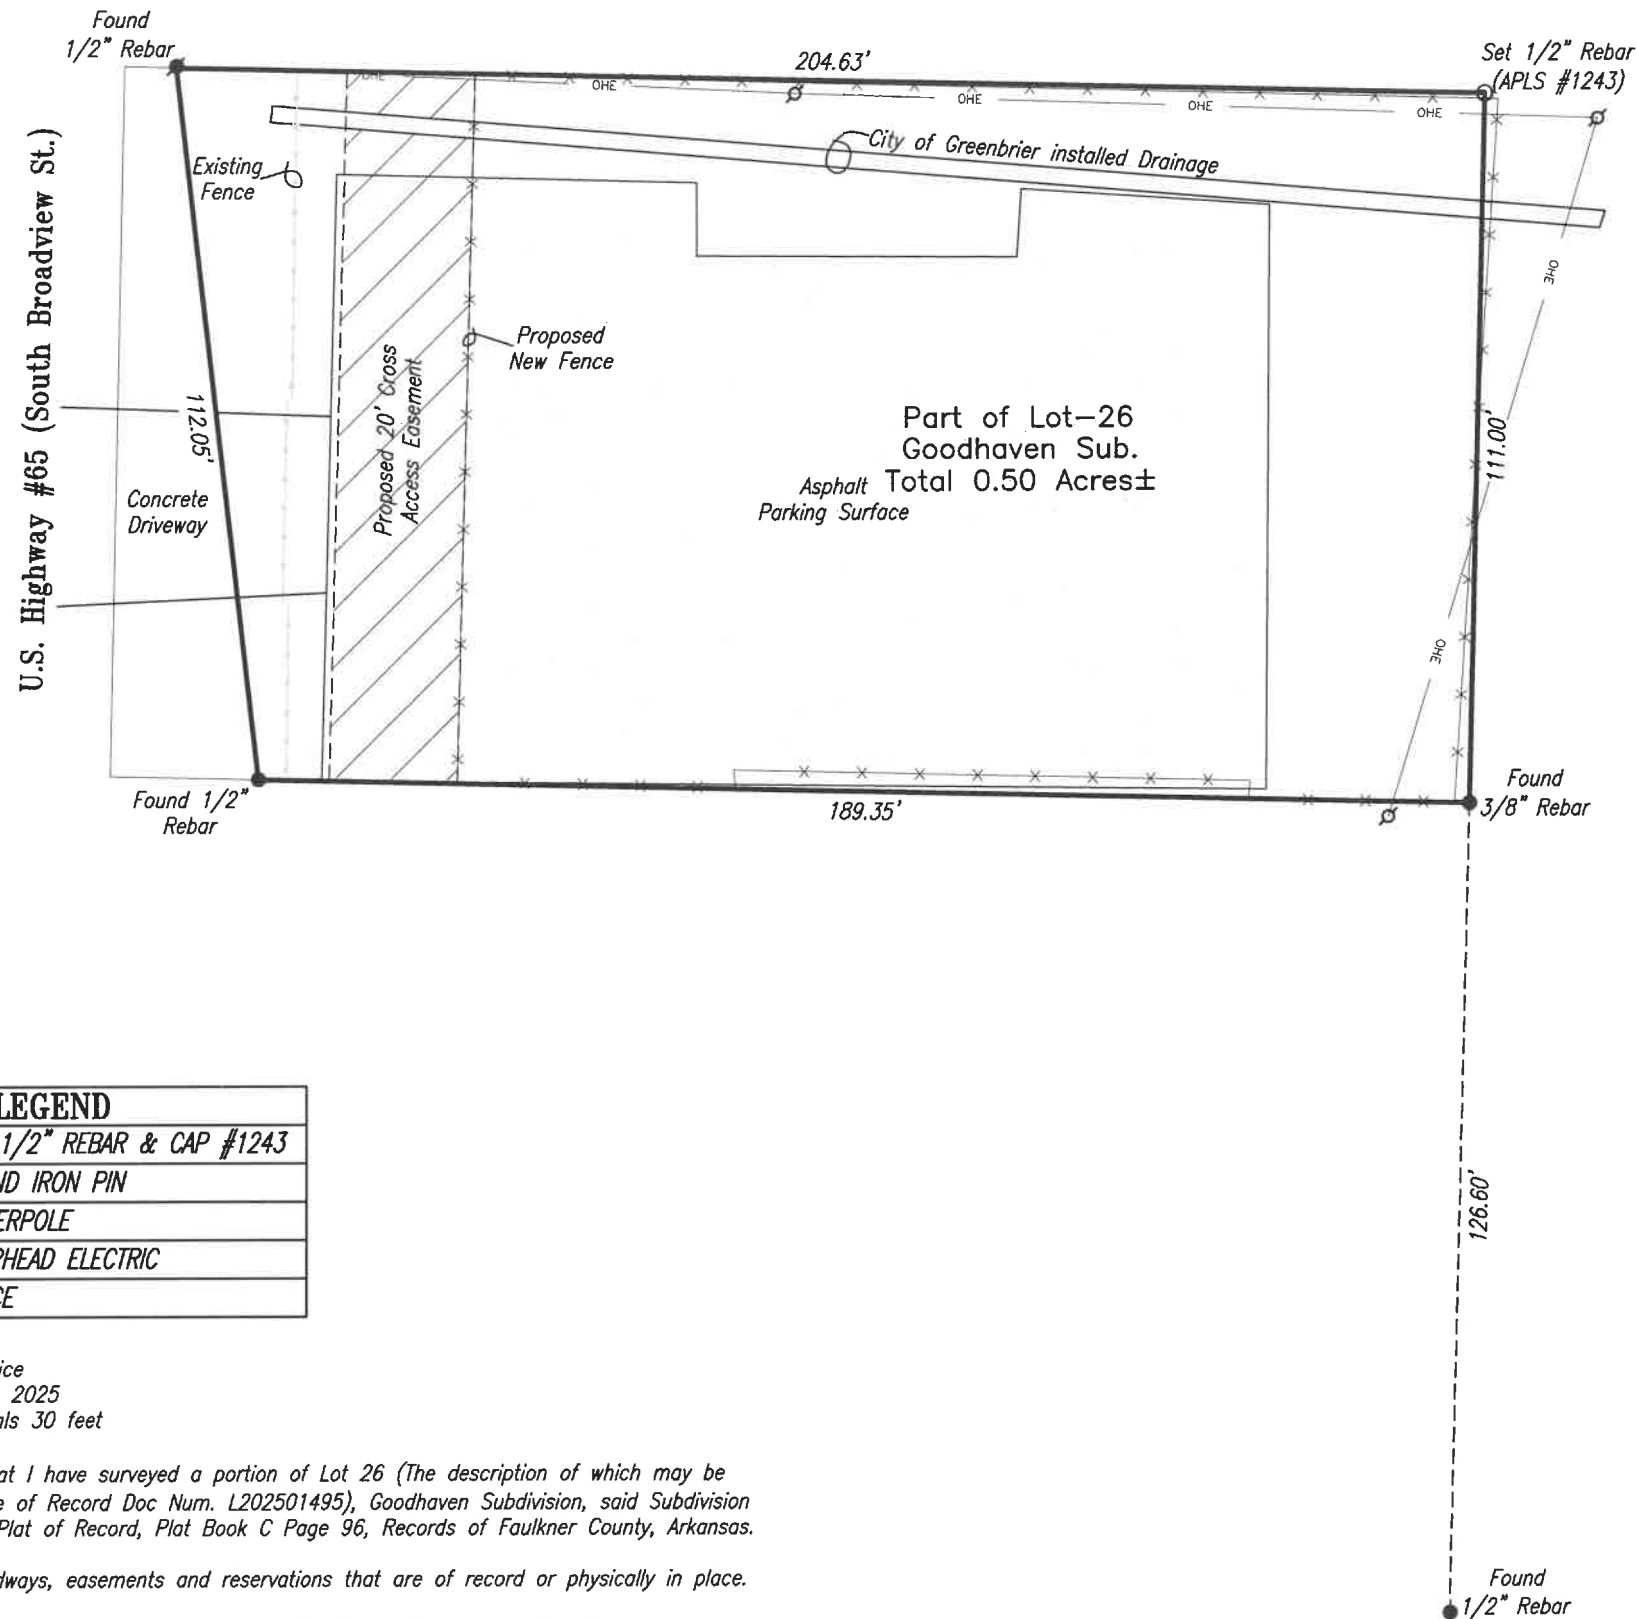 Found
1/2" Rebar
204.63'
Set 1/2" Rebar
(APLS #1243)
OHE
OHE
OHE
OHE
OHE
City of Greenbrier installed Drainage
Existing
Fence
U.S. Highway #65 (South Broadview St.)
OHE
Proposed
New Fence
Proposed 20' Cross
Access Easement
112.05'
Part of Lot-26
Goodhaven Sub.
Total 0.50 Acres±
Asphalt
Parking Surface
111.00'
Concrete
Driveway
OHE
Found 1/2"
Rebar
189.35'
Found
3/8" Rebar
126.60'
LEGEND
1/2" REBAR & CAP #1243
ND IRON PIN
ERPOLE
RHEAD ELECTRIC
CE
ice
2025
als 30 feet
at I have surveyed a portion of Lot 26 (The description of which may be
e of Record Doc Num. L202501495), Goodhaven Subdivision, said Subdivision
Plat of Record, Plat Book C Page 96, Records of Faulkner County, Arkansas.
dways, easements and reservations that are of record or physically in place.
Found
1/2" Rebar